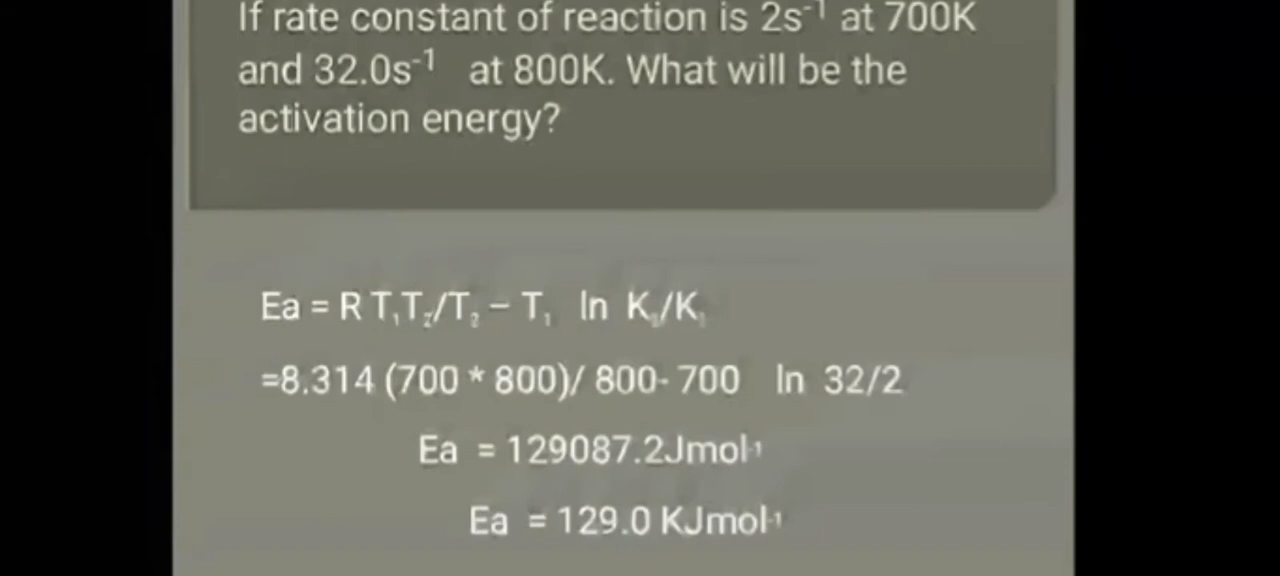 If rate constant of reaction is 2s⁻¹ at 700K
and 32.0s⁻¹ at 800K. What will be the
activation energy?
Ea = R T₁T₂/T₂ – T₁ ln K₂/K₁
=8.314 (700 * 800)/ 800- 700 ln 32/2
Ea = 129087.2Jmol⁻¹
Ea = 129.0 KJmol⁻¹